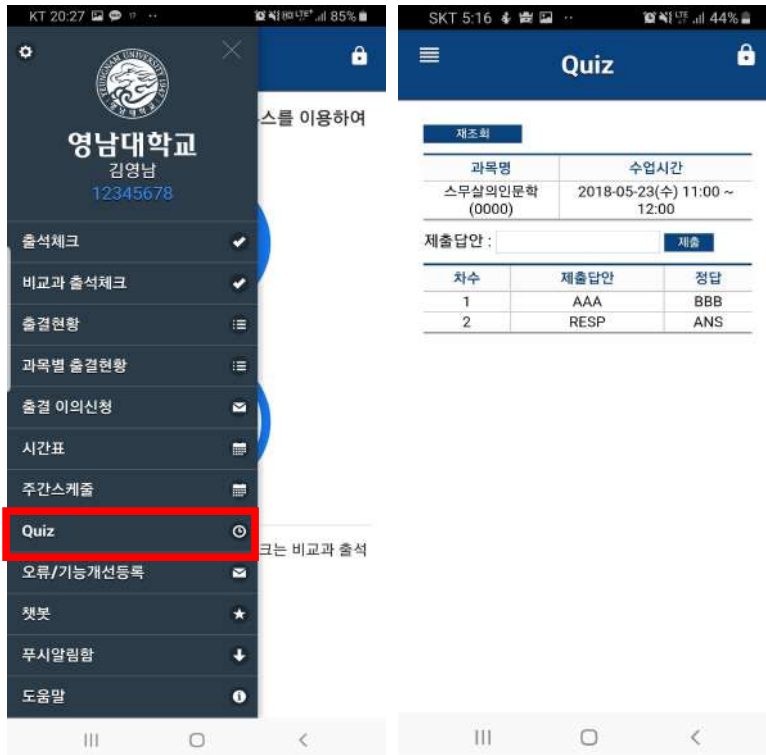 KT 20:27
85%
YEUNGNAM UNIVERSITY 1947
영남대학교
김영남
12345678
스를 이용하여
출석체크
비교과 출석체크
출결현황
과목별 출결현황
출결 이의신청
시간표
주간스케줄
Quiz
크는 비교과 출석
오류/기능개선등록
챗봇
푸시알림함
도움말
SKT 5:16
LTE 44%
Quiz
재조회
과목명 수업시간
스무살의인문학 2018-05-23(수) 11:00 ~
(0000) 12:00
제출답안 : 제출
차수 제출답안 정답
1 AAA BBB
2 RESP ANS